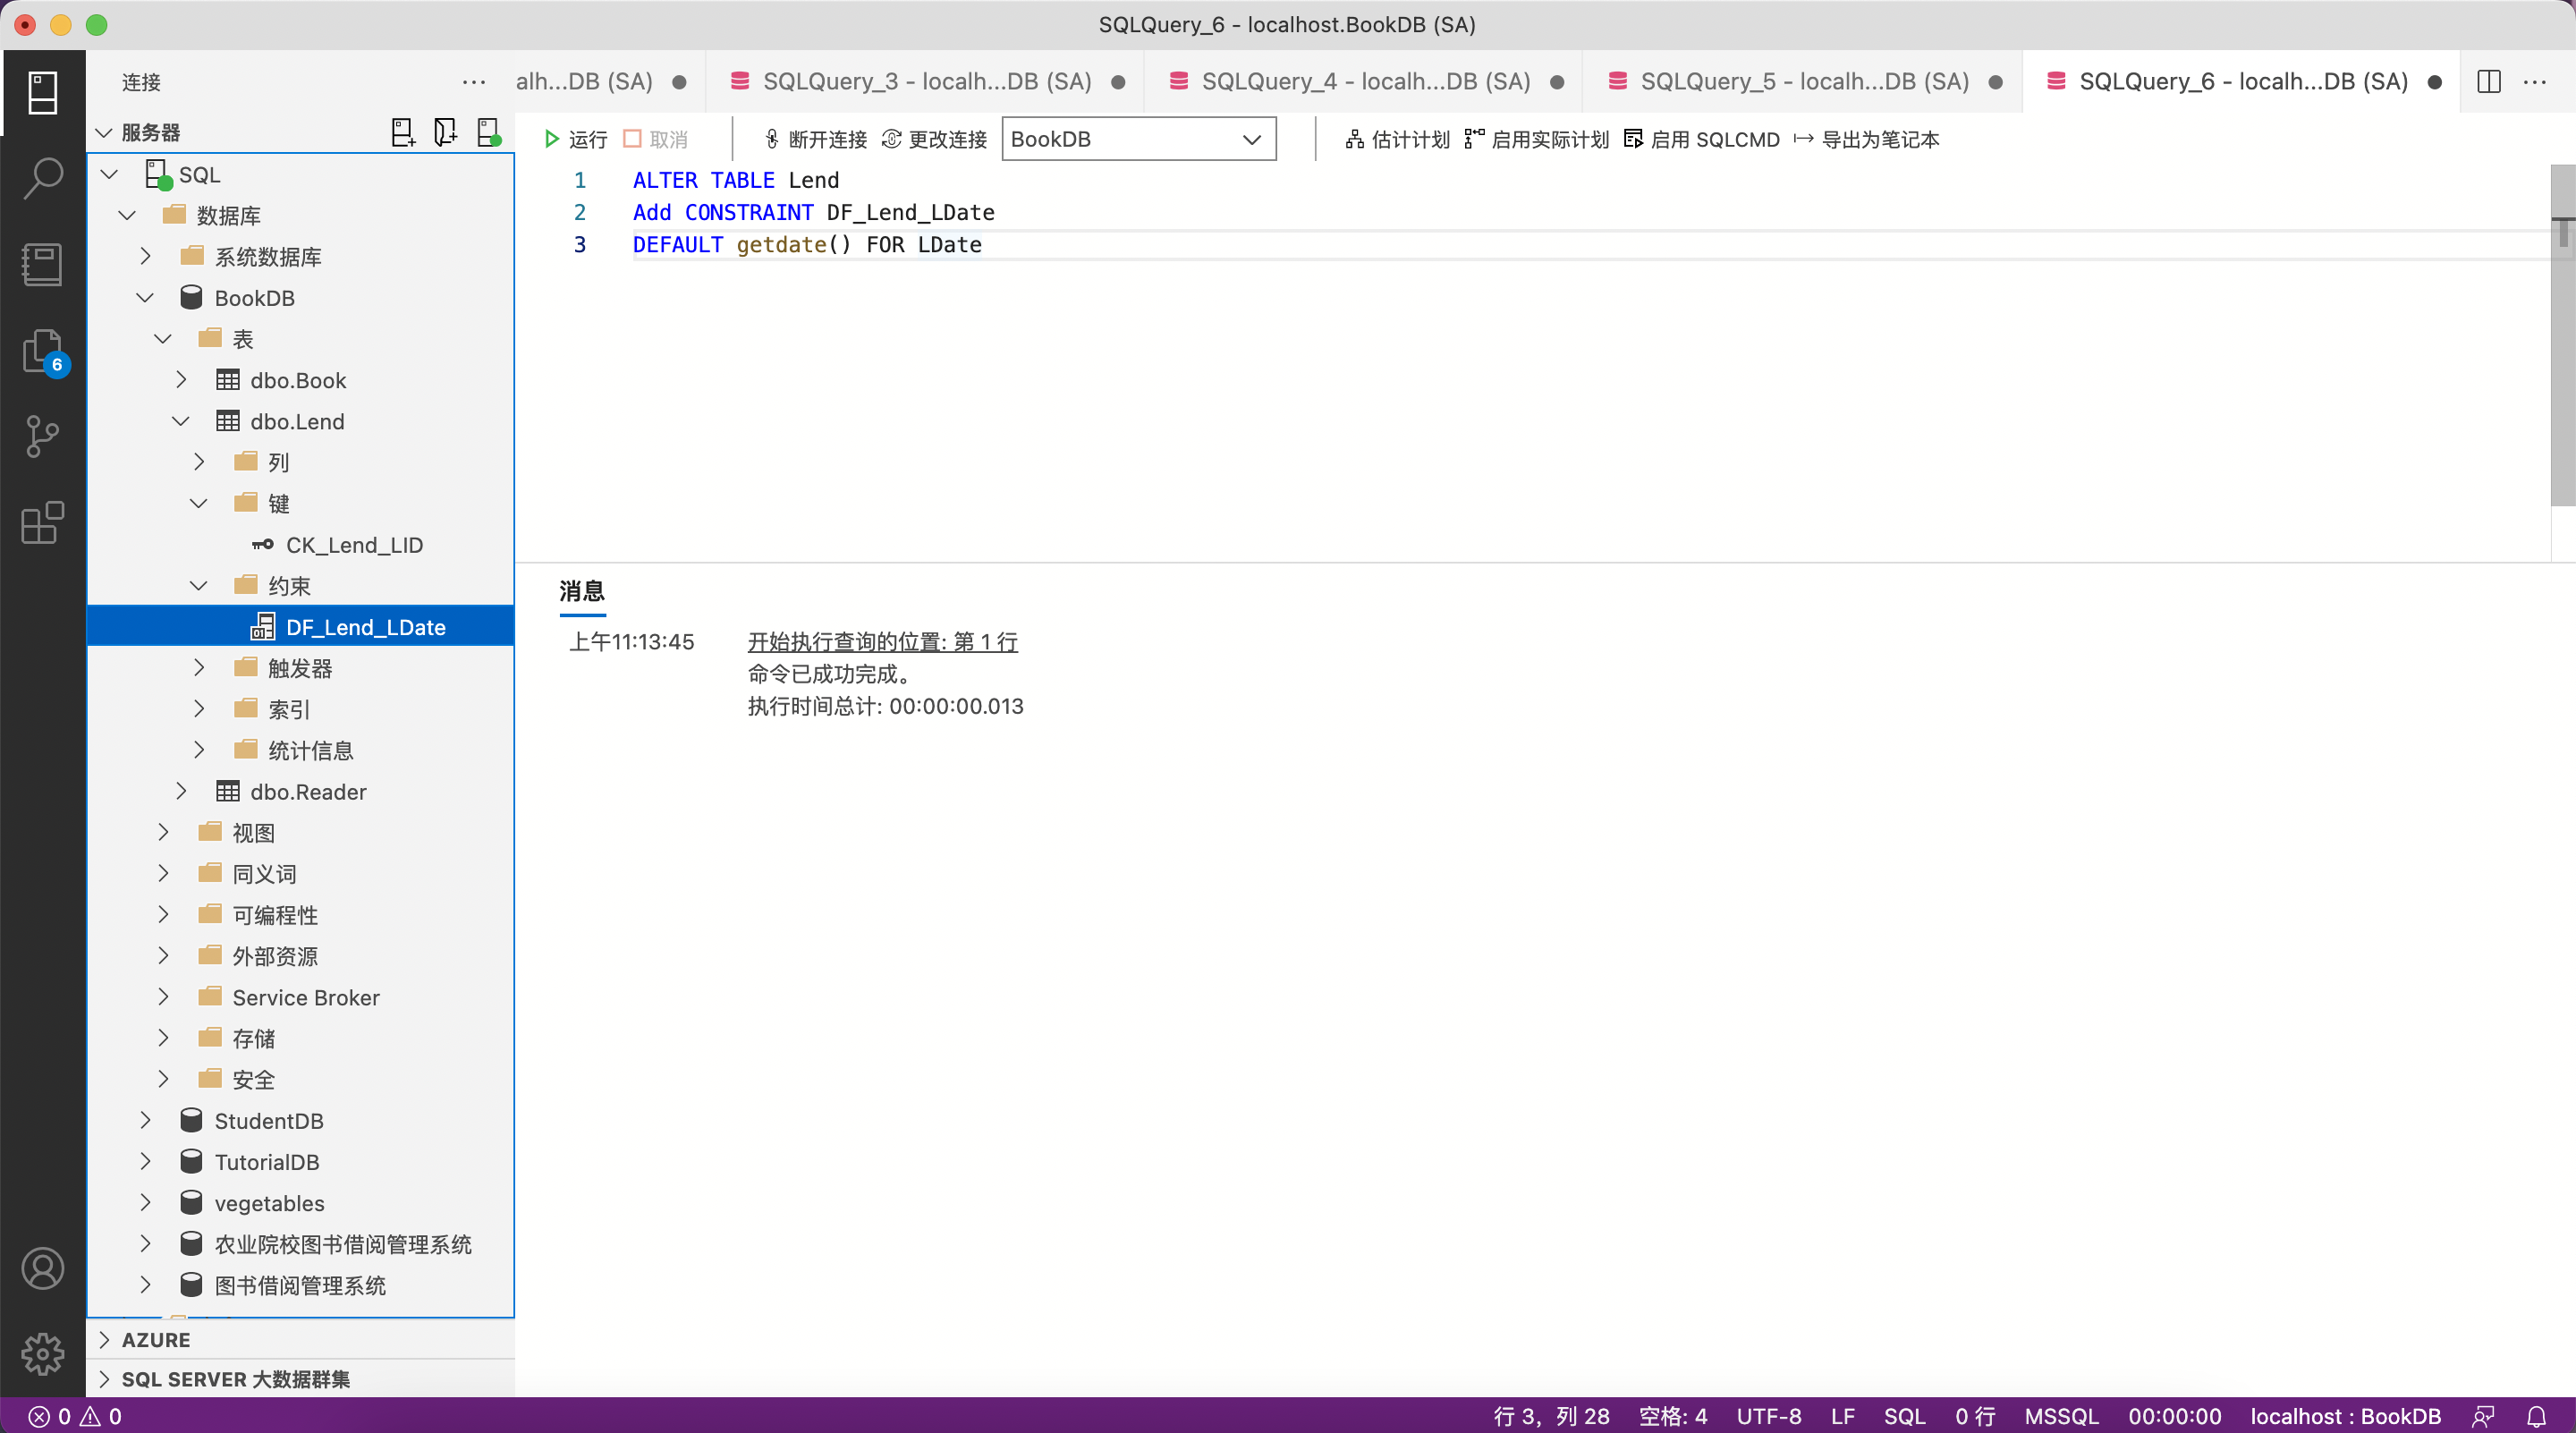 SQLQuery_6 - localhost.BookDB (SA)
连接
alh...DB (SA)
SQLQuery_3 - localh...DB (SA)
SQLQuery_4 - localh...DB (SA)
SQLQuery_5 - localh...DB (SA)
SQLQuery_6 - localh...DB (SA)
服务器
运行 取消 断开连接 更改连接 BookDB 估计计划 启用实际计划 启用 SQLCMD 导出为笔记本
SQL
数据库
系统数据库
BookDB
表
dbo.Book
dbo.Lend
列
键
CK_Lend_LID
约束
DF_Lend_LDate
触发器
索引
统计信息
dbo.Reader
视图
同义词
可编程性
外部资源
Service Broker
存储
安全
StudentDB
TutorialDB
vegetables
农业院校图书借阅管理系统
图书借阅管理系统
AZURE
SQL SERVER 大数据群集
6
1 ALTER TABLE Lend
2 Add CONSTRAINT DF_Lend_LDate
3 DEFAULT getdate() FOR LDate
消息
上午11:13:45 开始执行查询的位置: 第 1 行
命令已成功完成。
执行时间总计: 00:00:00.013
0 0 行 3，列 28 空格: 4 UTF-8 LF SQL 0 行 MSSQL 00:00:00 localhost : BookDB